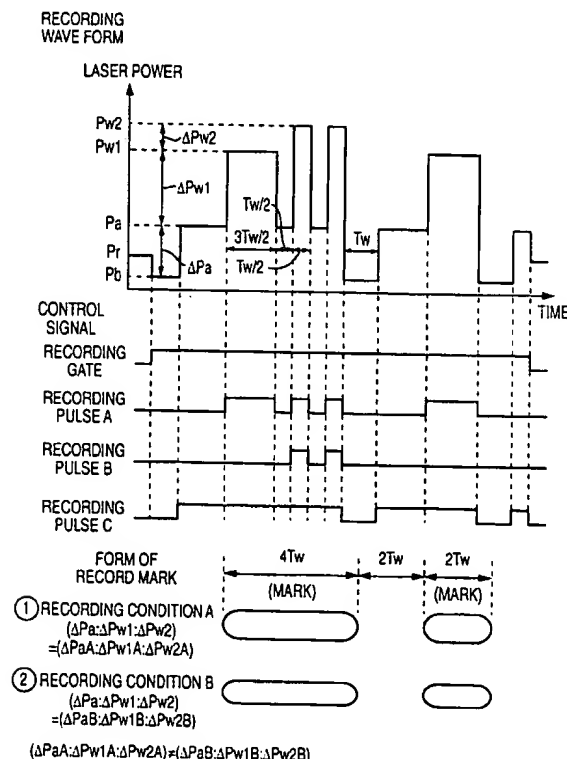 RECORDING
WAVE FORM
LASER POWER
Pw2
ΔPw2
Pw1
ΔPw1
Tw/2
Pa
3Tw/2
Tw
Pr
ΔPa
Tw/2
Pb
TIME
CONTROL
SIGNAL
RECORDING
GATE
RECORDING
PULSE A
RECORDING
PULSE B
RECORDING
PULSE C
FORM OF
RECORD MARK
4Tw
2Tw
2Tw
(MARK)
(MARK)
① RECORDING CONDITION A
(ΔPa:ΔPw1:ΔPw2)
=(ΔPaA:ΔPw1A:ΔPw2A)
② RECORDING CONDITION B
(ΔPa:ΔPw1:ΔPw2)
=(ΔPaB:ΔPw1B:ΔPw2B)
(ΔPaA:ΔPw1A:ΔPw2A)≠(ΔPaB:ΔPw1B:ΔPw2B)